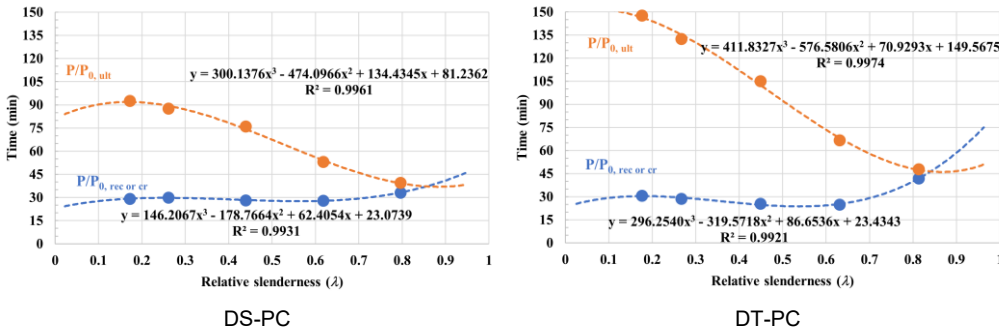 150
135
120
105
90
75
60
45
30
15
0
Time (min)
P/P0, ult
y = 300.1376x³ - 474.0966x² + 134.4345x + 81.2362
R² = 0.9961
P/P0, rec or cr
y = 146.2067x³ - 178.7664x² + 62.4054x + 23.0739
R² = 0.9931
0 0.1 0.2 0.3 0.4 0.5 0.6 0.7 0.8 0.9 1
Relative slenderness (λ)
DS-PC
150
135
120
105
90
75
60
45
30
15
0
Time (min)
P/P0, ult
y = 411.8327x³ - 576.5806x² + 70.9293x + 149.5675
R² = 0.9974
P/P0, rec or cr
y = 296.2540x³ - 319.5718x² + 86.6536x + 23.4343
R² = 0.9921
0 0.1 0.2 0.3 0.4 0.5 0.6 0.7 0.8 0.9 1
Relative slenderness (λ)
DT-PC